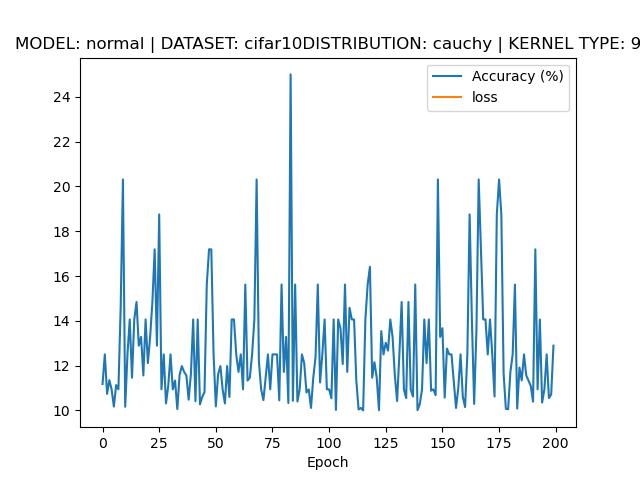 MODEL: normal | DATASET: cifar10DISTRIBUTION: cauchy | KERNEL TYPE: 9
Accuracy (%)
loss
24
22
20
18
16
14
12
10
0 25 50 75 100 125 150 175 200
Epoch